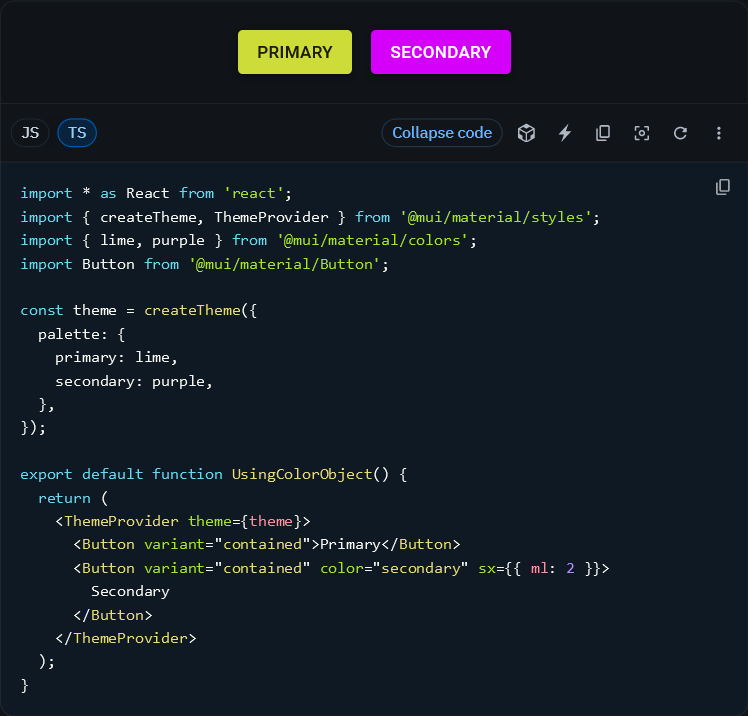 PRIMARY SECONDARY
JS TS Collapse code
import * as React from 'react';
import { createTheme, ThemeProvider } from '@mui/material/styles';
import { lime, purple } from '@mui/material/colors';
import Button from '@mui/material/Button';
const theme = createTheme({
  palette: {
    primary: lime,
    secondary: purple,
  },
});
export default function UsingColorObject() {
  return (
    <ThemeProvider theme={theme}>
      <Button variant="contained">Primary</Button>
      <Button variant="contained" color="secondary" sx={{ ml: 2 }}>
        Secondary
      </Button>
    </ThemeProvider>
  );
}